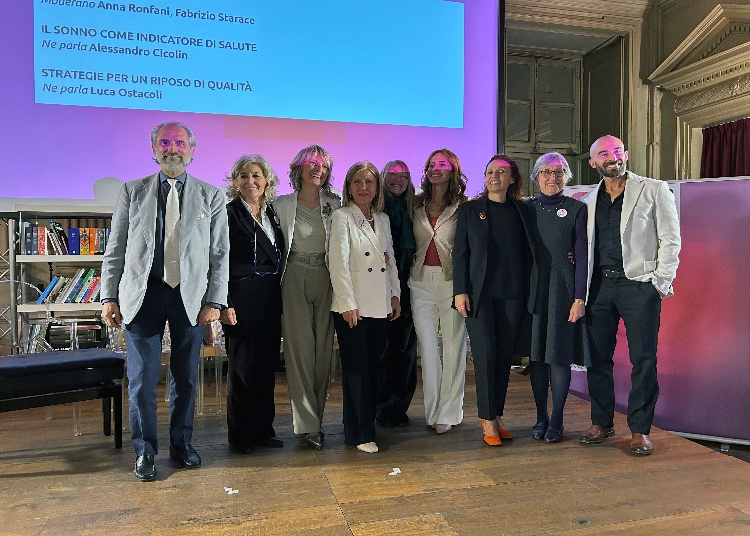 Moderano Anna Ronfani, Fabrizio Starace
IL SONNO COME INDICATORE DI SALUTE
Ne parla Alessandro Cicolin
STRATEGIE PER UN RIPOSO DI QUALITÀ
Ne parla Luca Ostacoli